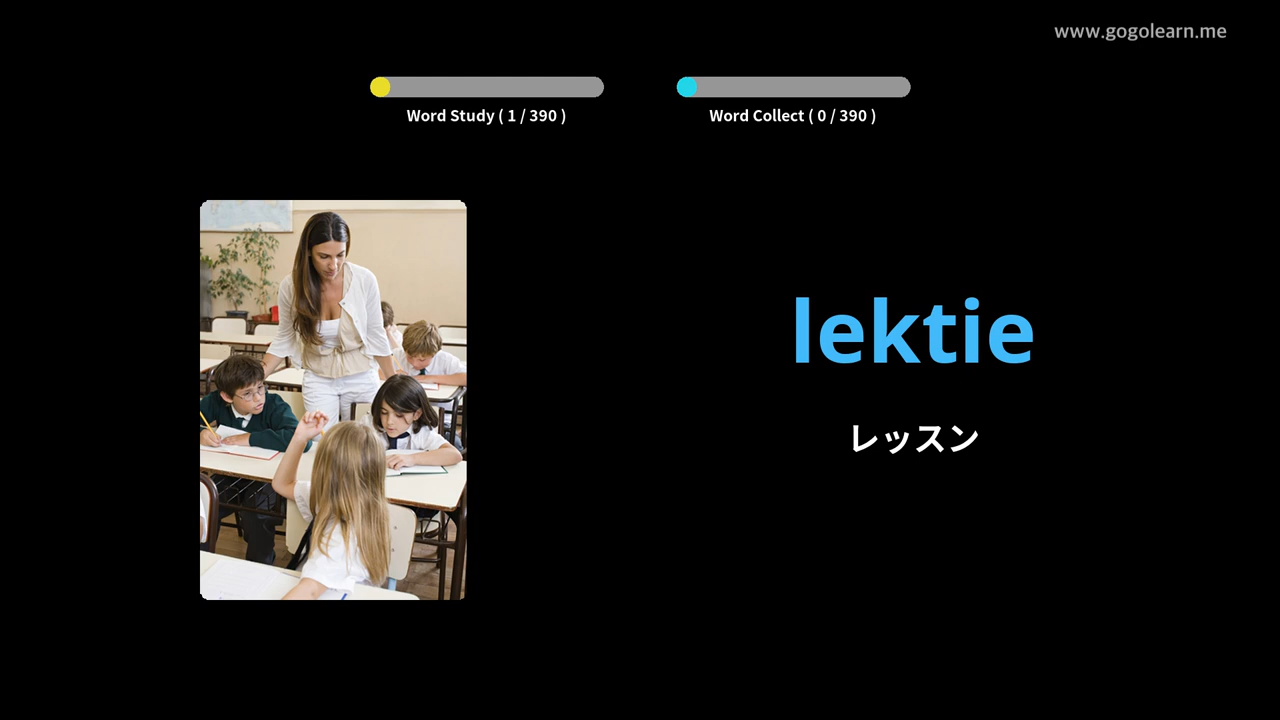 www.gogolearn.me
Word Study ( 1 / 390 )
Word Collect ( 0 / 390 )
lektie
レッスン